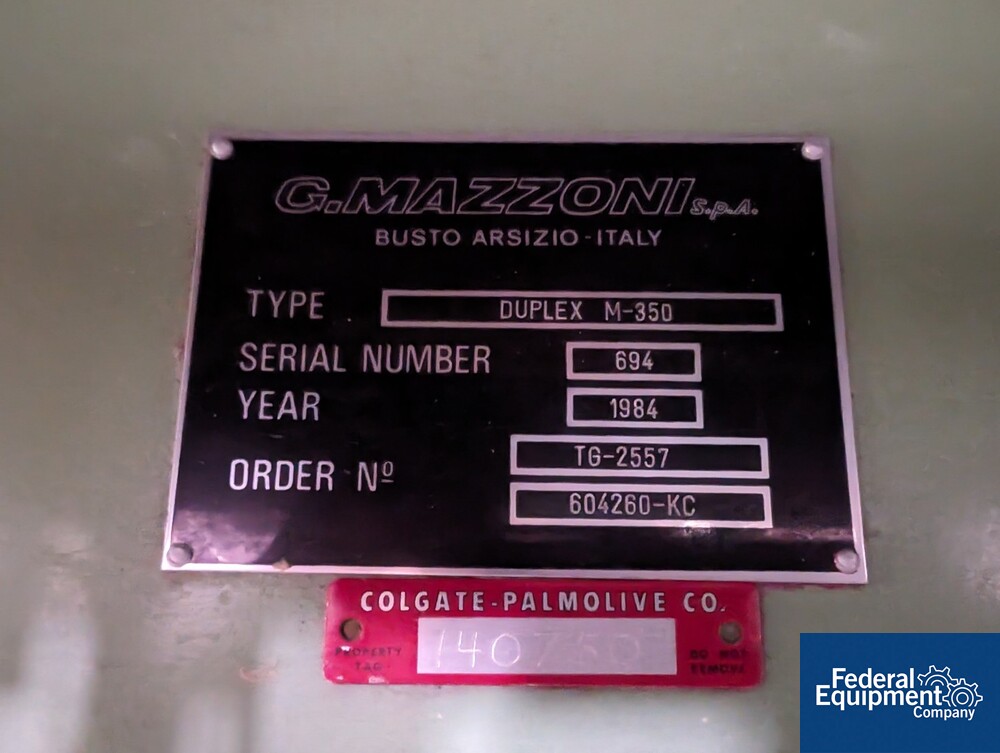 G.MAZZONI S.p.A.
BUSTO ARSIZIO - ITALY
TYPE DUPLEX M-350
SERIAL NUMBER 694
YEAR 1984
ORDER Nº TG-2557
604260-KC
COLGATE-PALMOLIVE CO.
PROPERTY TAG
DO NOT REMOVE
Federal Equipment Company